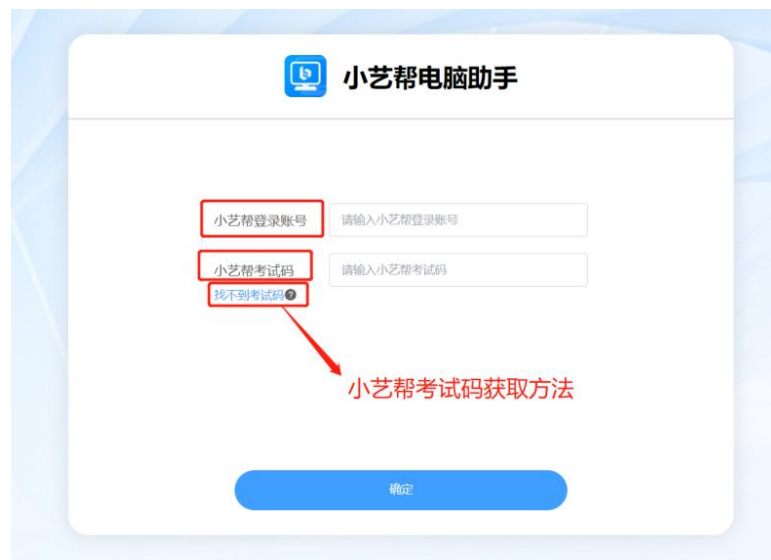 小艺帮电脑助手
小艺帮登录账号 请输入小艺帮登录账号
小艺帮考试码 请输入小艺帮考试码
找不到考试码?
小艺帮考试码获取方法
确定